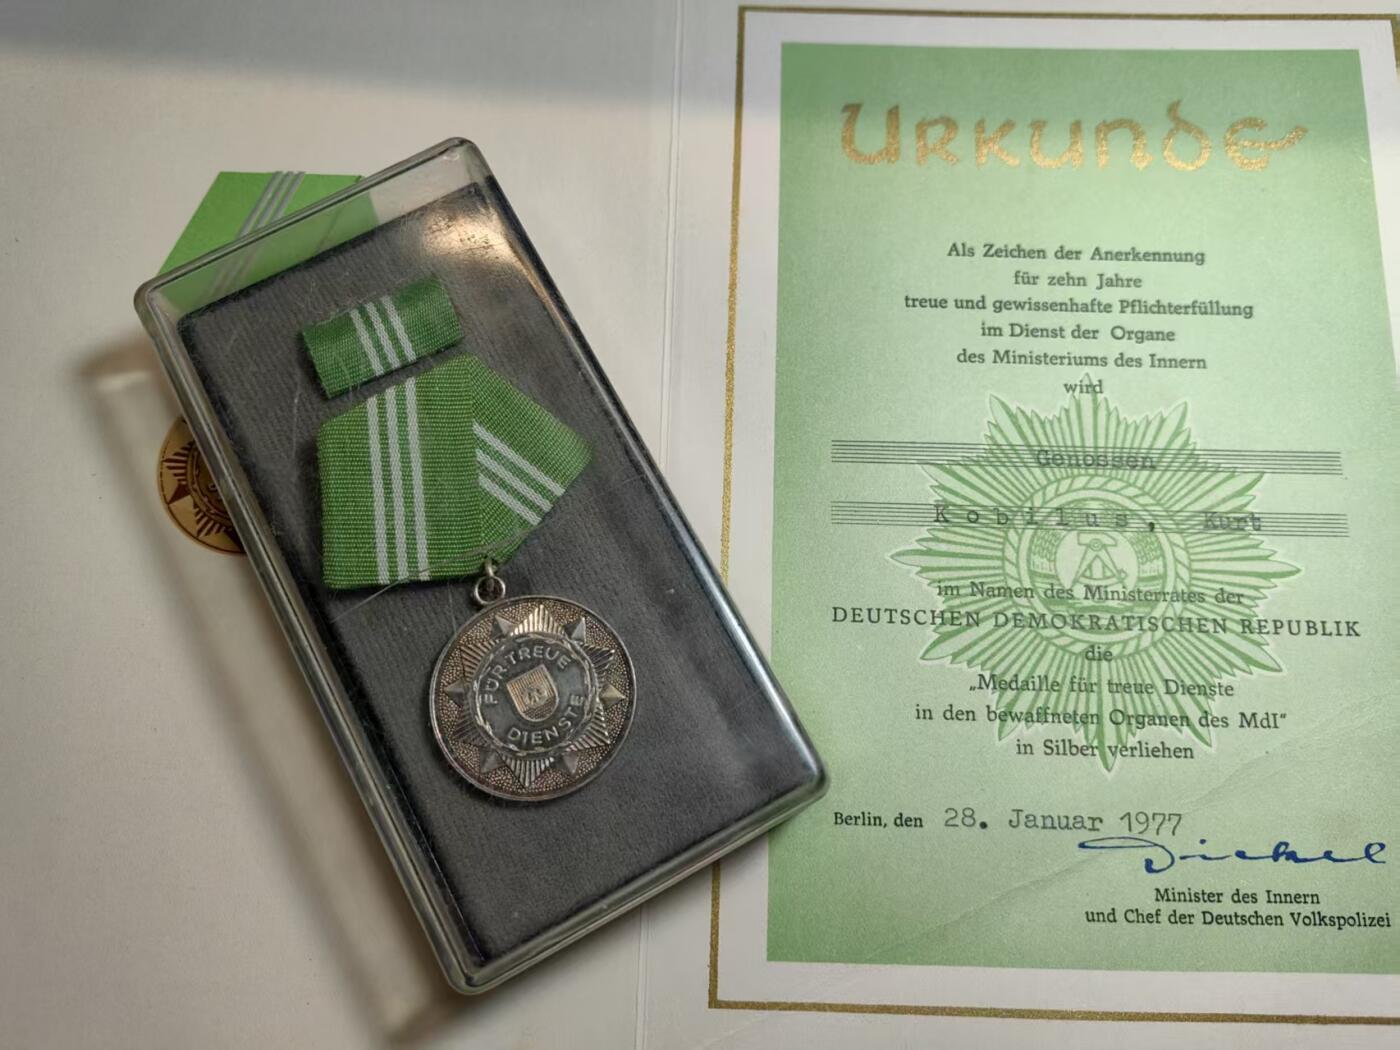 FÜR TREUE
DIENSTE
Urkunde
Als Zeichen der Anerkennung
für zehn Jahre
treue und gewissenhafte Pflichterfüllung
im Dienst der Organe
des Ministeriums des Innern
wird
Genossen
Kobilus, Kurt
im Namen des Ministerrates der
DEUTSCHEN DEMOKRATISCHEN REPUBLIK
die
„Medaille für treue Dienste
in den bewaffneten Organen des MdI“
in Silber verliehen
Berlin, den 28. Januar 1977
Dickel
Minister des Innern
und Chef der Deutschen Volkspolizei